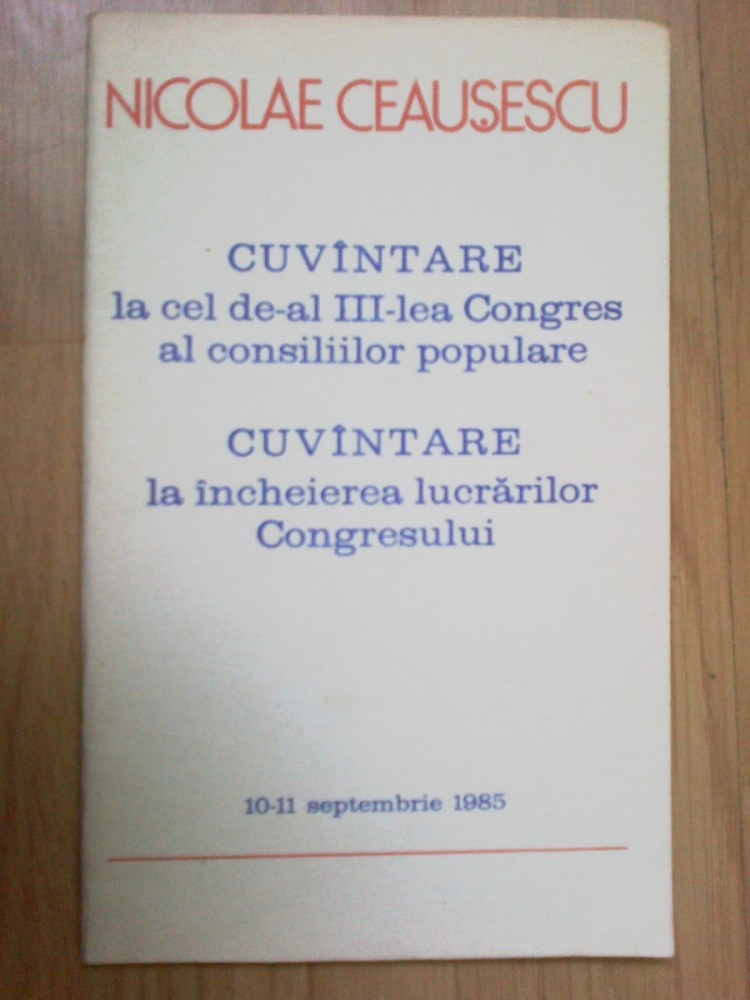 NICOLAE CEAUȘESCU
CUVÎNTARE
la cel de-al III-lea Congres
al consiliilor populare
CUVÎNTARE
la încheierea lucrărilor
Congresului
10-11 septembrie 1985